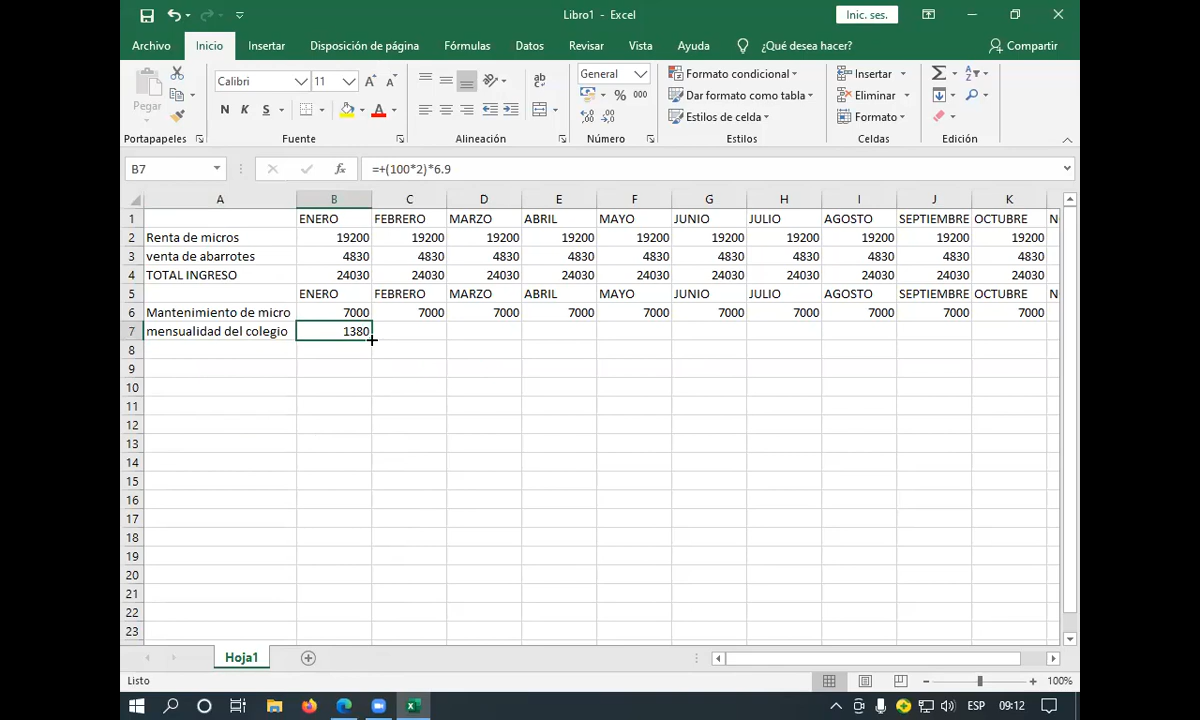 Libro1 - Excel
Inic. ses.
Archivo Inicio Insertar Disposición de página Fórmulas Datos Revisar Vista Ayuda ¿Qué desea hacer? Compartir
Pegar
Calibri 11
N K S
ab
General
% 000
Formato condicional
Dar formato como tabla
Estilos de celda
Insertar
Eliminar
Formato
Portapapeles Fuente Alineación Número Estilos Celdas Edición
B7 fx =+(100*2)*6.9
A B C D E F G H I J K
1 ENERO FEBRERO MARZO ABRIL MAYO JUNIO JULIO AGOSTO SEPTIEMBRE OCTUBRE N
2 Renta de micros 19200 19200 19200 19200 19200 19200 19200 19200 19200 19200
3 venta de abarrotes 4830 4830 4830 4830 4830 4830 4830 4830 4830 4830
4 TOTAL INGRESO 24030 24030 24030 24030 24030 24030 24030 24030 24030 24030
5 ENERO FEBRERO MARZO ABRIL MAYO JUNIO JULIO AGOSTO SEPTIEMBRE OCTUBRE N
6 Mantenimiento de micro 7000 7000 7000 7000 7000 7000 7000 7000 7000 7000
7 mensualidad del colegio 1380
8
9
10
11
12
13
14
15
16
17
18
19
20
21
22
23
Hoja1
Listo 100%
ESP 09:12